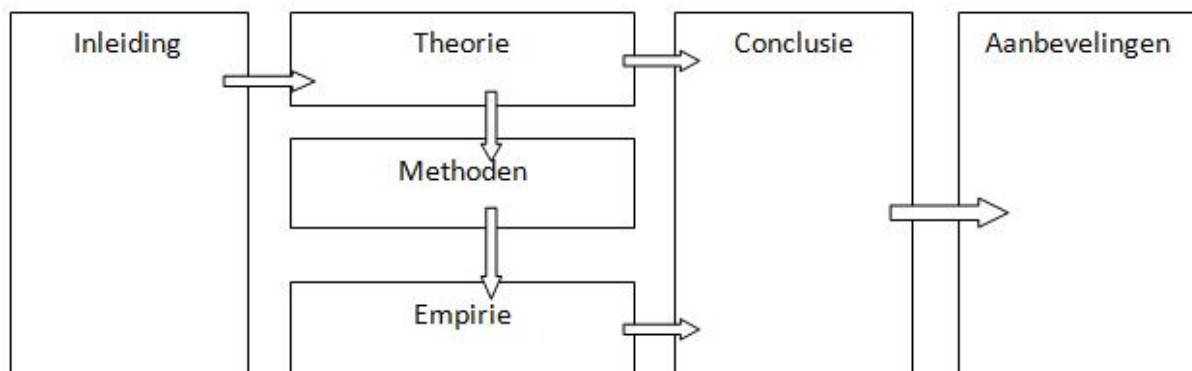 Inleiding
Theorie
Conclusie
Aanbevelingen
Methoden
Empirie